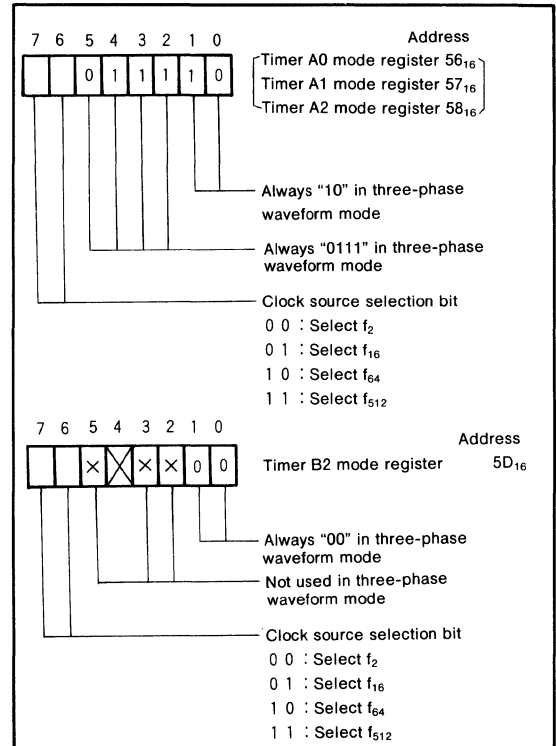 7 6 5 4 3 2 1 0
Address
0 1 1 1 1 0
Timer A0 mode register 56₁₆
Timer A1 mode register 57₁₆
Timer A2 mode register 58₁₆
Always “10” in three-phase
waveform mode
Always “0111” in three-phase
waveform mode
Clock source selection bit
0 0 : Select f₂
0 1 : Select f₁₆
1 0 : Select f₆₄
1 1 : Select f₅₁₂
7 6 5 4 3 2 1 0
Address
× × × × 0 0
Timer B2 mode register 5D₁₆
Always “00” in three-phase
waveform mode
Not used in three-phase
waveform mode
Clock source selection bit
0 0 : Select f₂
0 1 : Select f₁₆
1 0 : Select f₆₄
1 1 : Select f₅₁₂